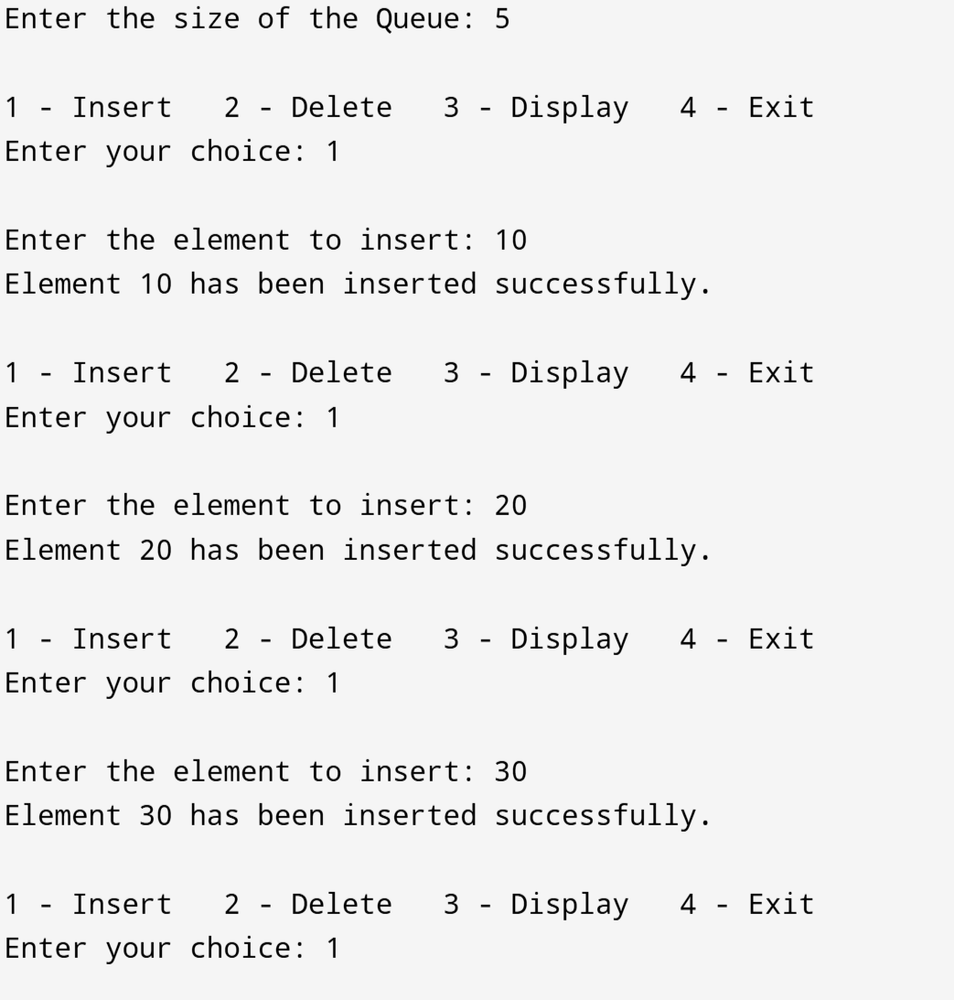 Enter the size of the Queue: 5
1 - Insert   2 - Delete   3 - Display   4 - Exit
Enter your choice: 1
Enter the element to insert: 10
Element 10 has been inserted successfully.
1 - Insert   2 - Delete   3 - Display   4 - Exit
Enter your choice: 1
Enter the element to insert: 20
Element 20 has been inserted successfully.
1 - Insert   2 - Delete   3 - Display   4 - Exit
Enter your choice: 1
Enter the element to insert: 30
Element 30 has been inserted successfully.
1 - Insert   2 - Delete   3 - Display   4 - Exit
Enter your choice: 1